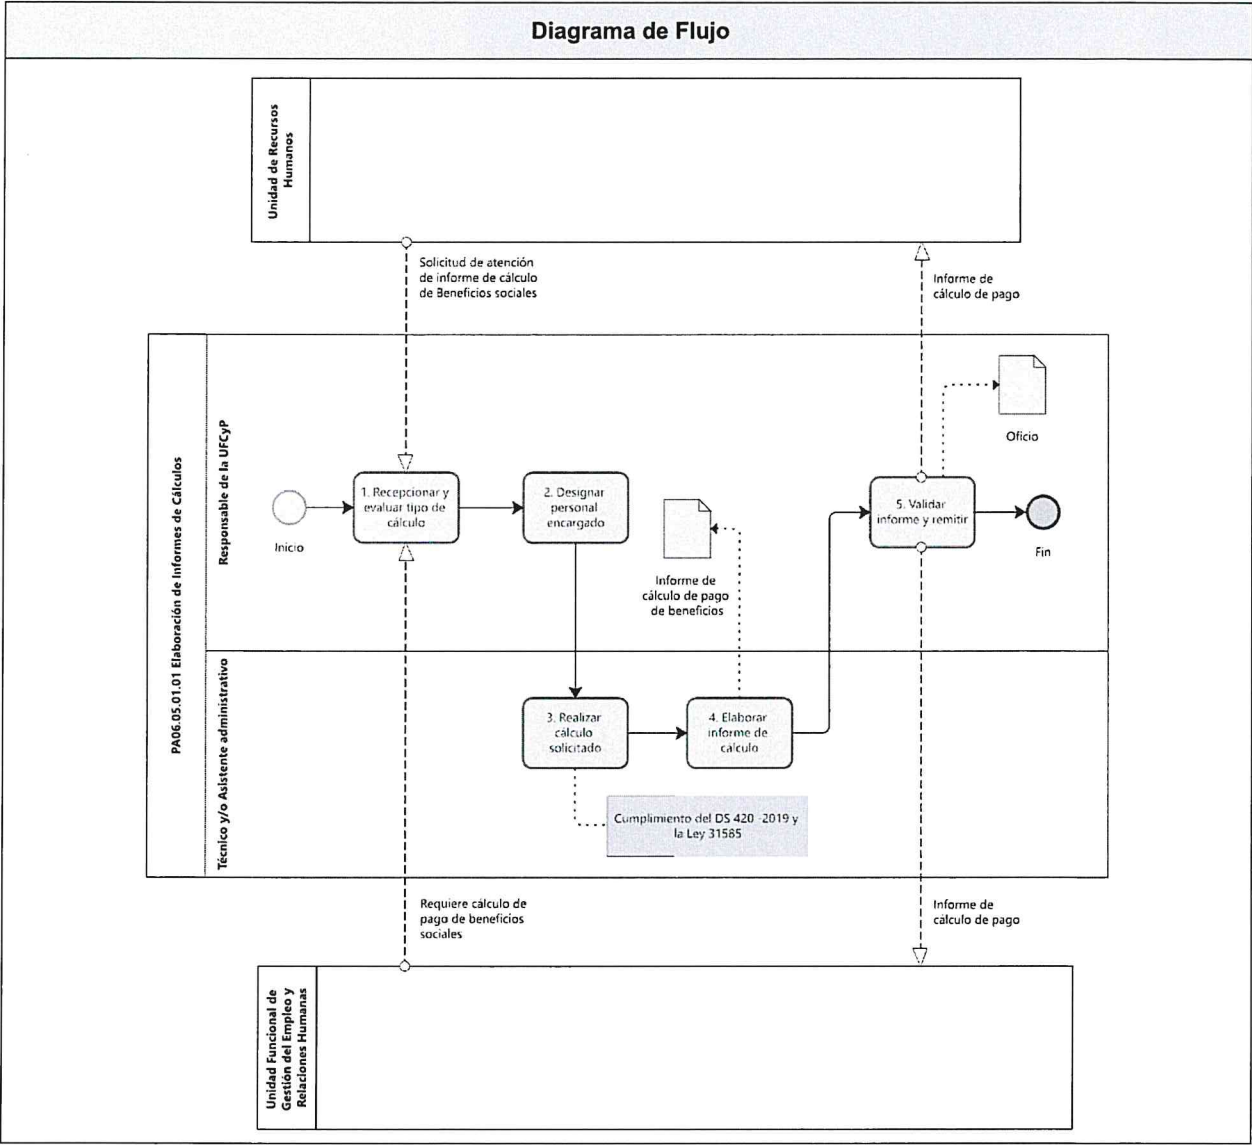 Diagrama de Flujo
Unidad de Recursos
Humanos
Solicitud de atención
de informe de cálculo
de Beneficios sociales
Informe de
cálculo de pago
PA06.05.01.01 Elaboración de Informes de Cálculos
Responsable de la UFCyP
Inicio
1. Recepcionar y
evaluar tipo de
cálculo
2. Designar
personal
encargado
Informe de
cálculo de pago
de beneficios
5. Validar
informe y remitir
Oficio
Fin
Técnico y/o Asistente administrativo
3. Realizar
cálculo
solicitado
4. Elaborar
informe de
cálculo
Cumplimiento del DS 420 -2019 y
la Ley 31585
Requiere cálculo de
pago de beneficios
sociales
Informe de
cálculo de pago
Unidad Funcional de
Gestión del Empleo y
Relaciones Humanas